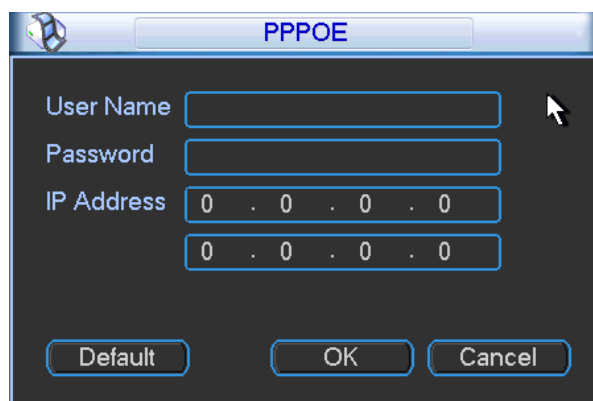 PPPOE
User Name
Password
IP Address 0 . 0 . 0 . 0
0 . 0 . 0 . 0
Default OK Cancel